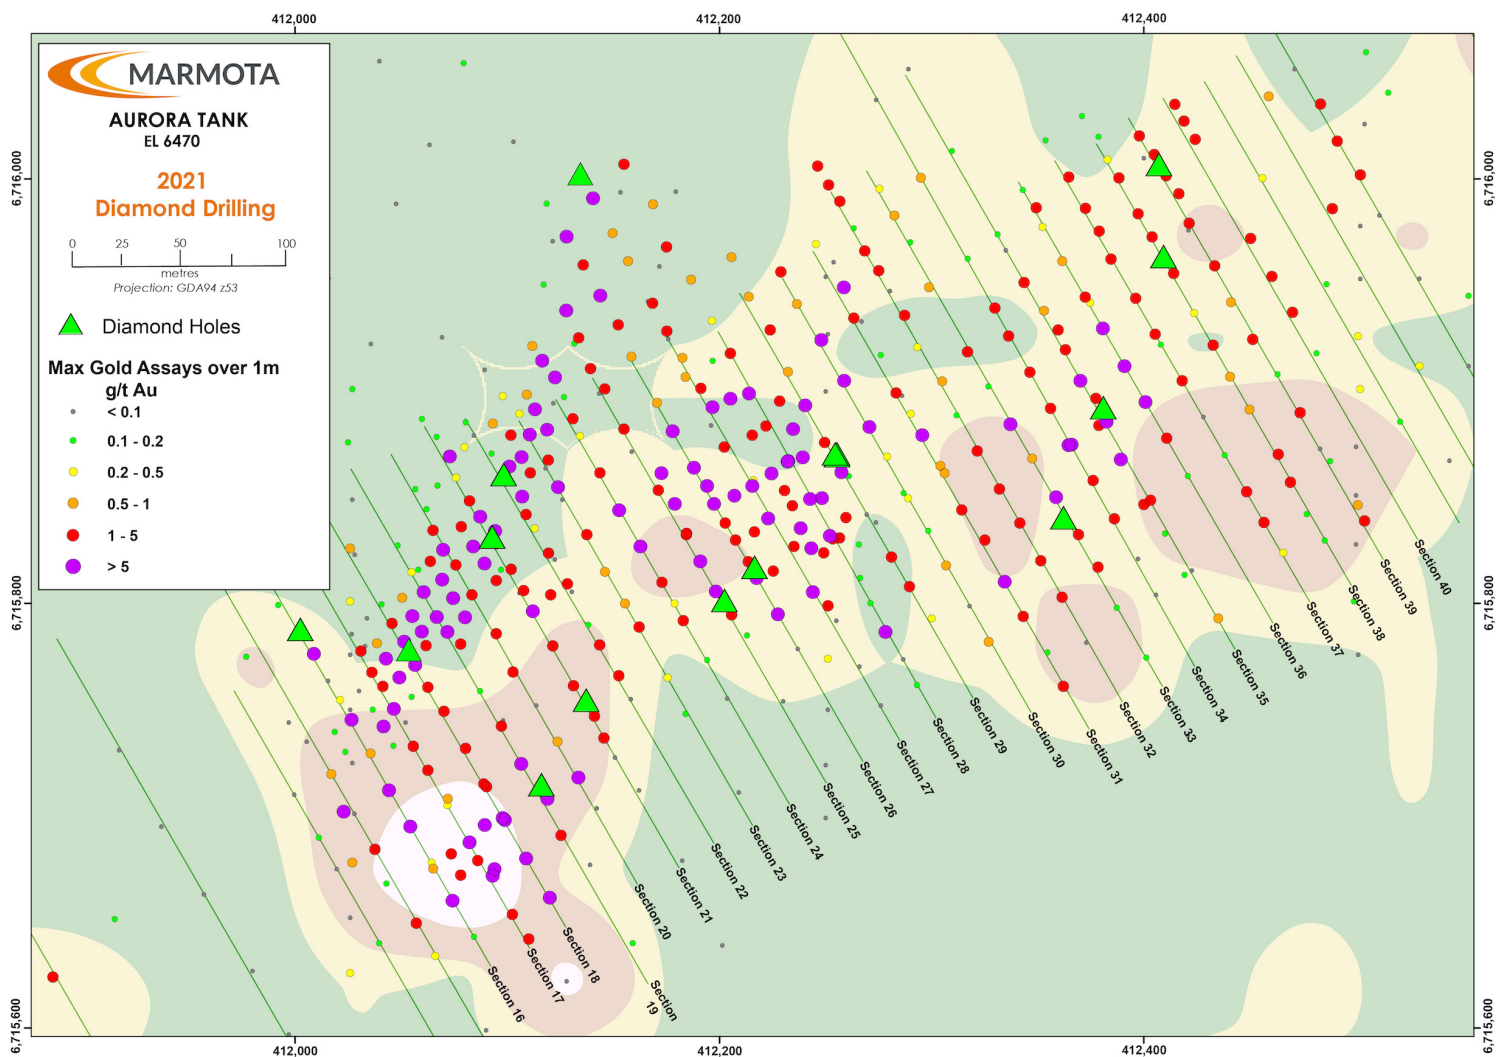 412,000
412,200
412,400
MARMOTA
AURORA TANK
EL 6470
2021
Diamond Drilling
0 25 50 100
metres
Projection: GDA94 z53
Diamond Holes
Max Gold Assays over 1m
g/t Au
< 0.1
0.1 - 0.2
0.2 - 0.5
0.5 - 1
1 - 5
> 5
6,716,000
6,716,000
6,715,800
6,715,800
6,715,600
6,715,600
Section 16
Section 17
Section 18
Section
19
Section 20
Section 21
Section 22
Section 23
Section 24
Section 25
Section 26
Section 27
Section 28
Section 29
Section 30
Section 31
Section 32
Section 33
Section 34
Section 35
Section 36
Section 37
Section 38
Section 39
Section 40
412,000
412,200
412,400